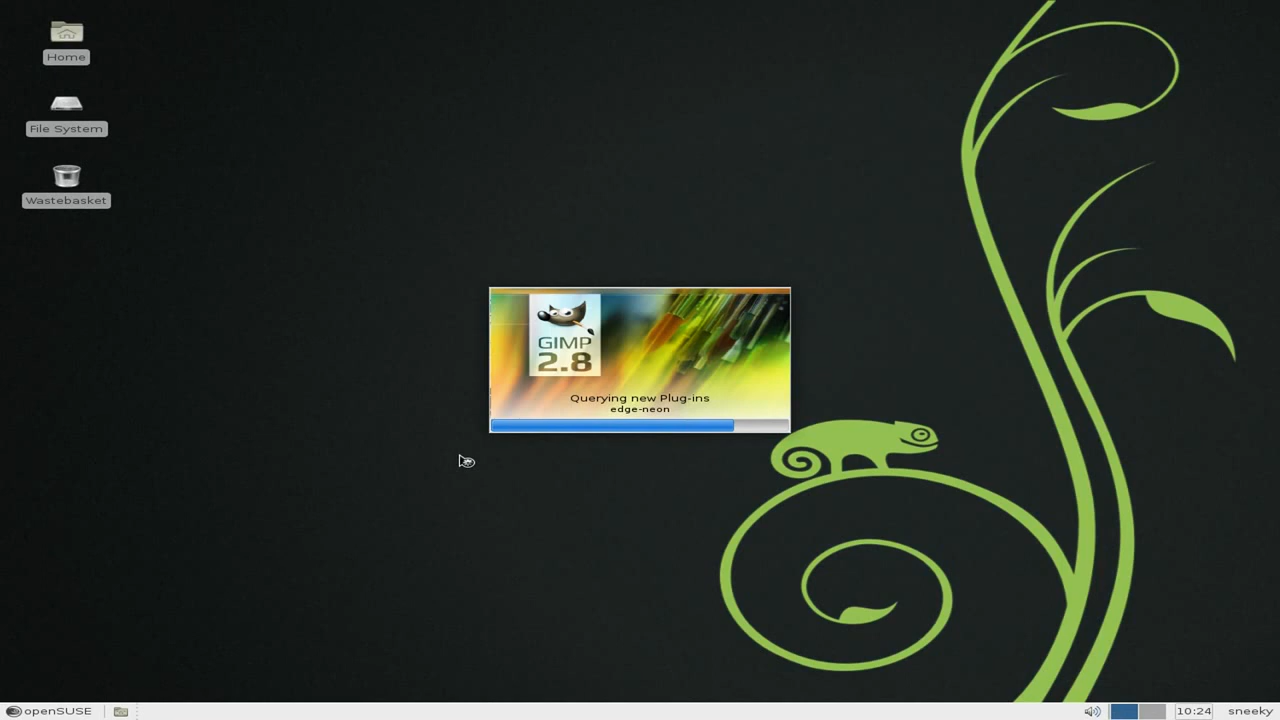 Home
File System
Wastebasket
GIMP
2.8
Querying new Plug-ins
edge-neon
openSUSE
10:24
sneeky